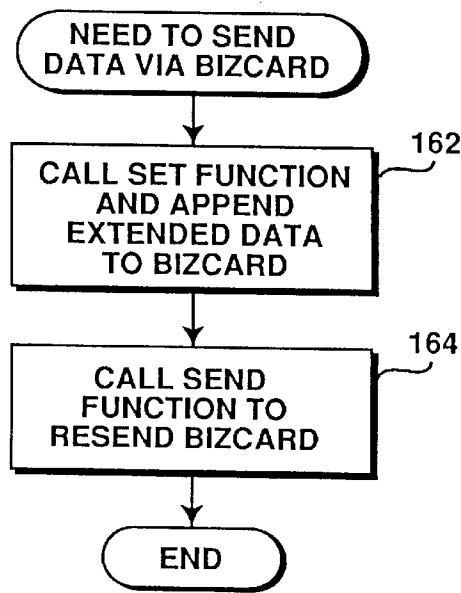 NEED TO SEND
DATA VIA BIZCARD
162
CALL SET FUNCTION
AND APPEND
EXTENDED DATA
TO BIZCARD
164
CALL SEND
FUNCTION TO
RESEND BIZCARD
END